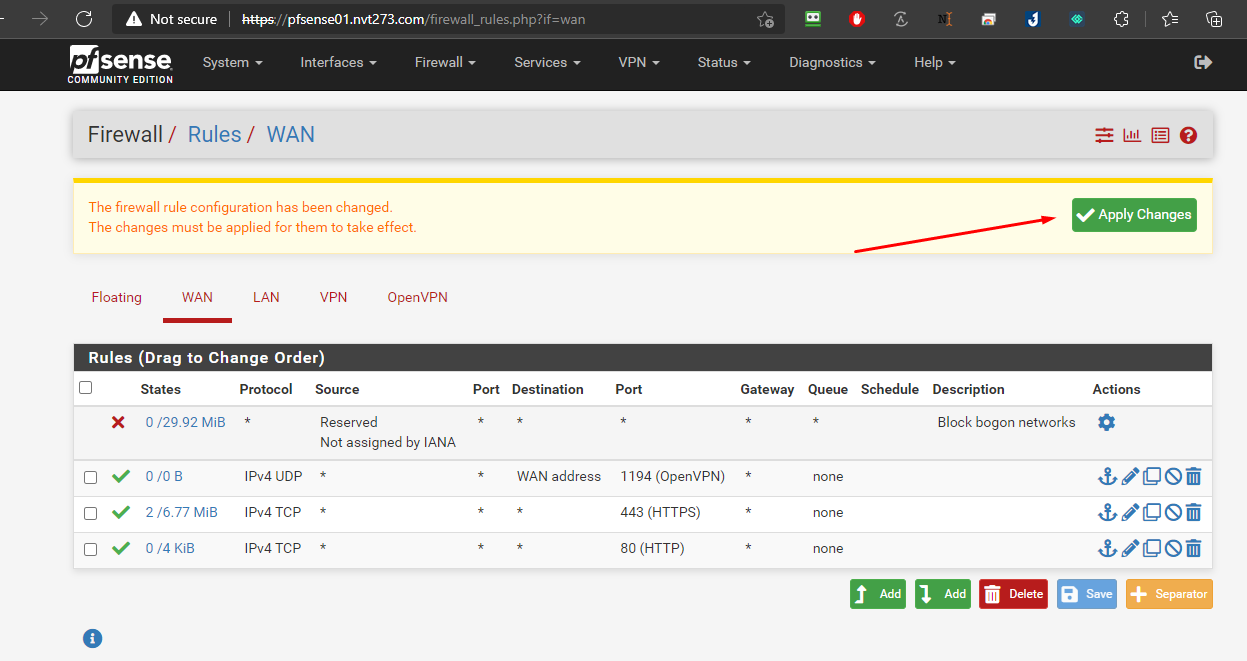 Not secure https://pfsense01.nvt273.com/firewall_rules.php?if=wan
pfsense
COMMUNITY EDITION
System Interfaces Firewall Services VPN Status Diagnostics Help
Firewall / Rules / WAN
The firewall rule configuration has been changed.
The changes must be applied for them to take effect.
Apply Changes
Floating WAN LAN VPN OpenVPN
Rules (Drag to Change Order)
States Protocol Source Port Destination Port Gateway Queue Schedule Description Actions
0 /29.92 MiB * Reserved * * * * * Block bogon networks
Not assigned by IANA
0 /0 B IPv4 UDP * * WAN address 1194 (OpenVPN) * none
2 /6.77 MiB IPv4 TCP * * * 443 (HTTPS) * none
0 /4 KiB IPv4 TCP * * * 80 (HTTP) * none
Add Add Delete Save Separator